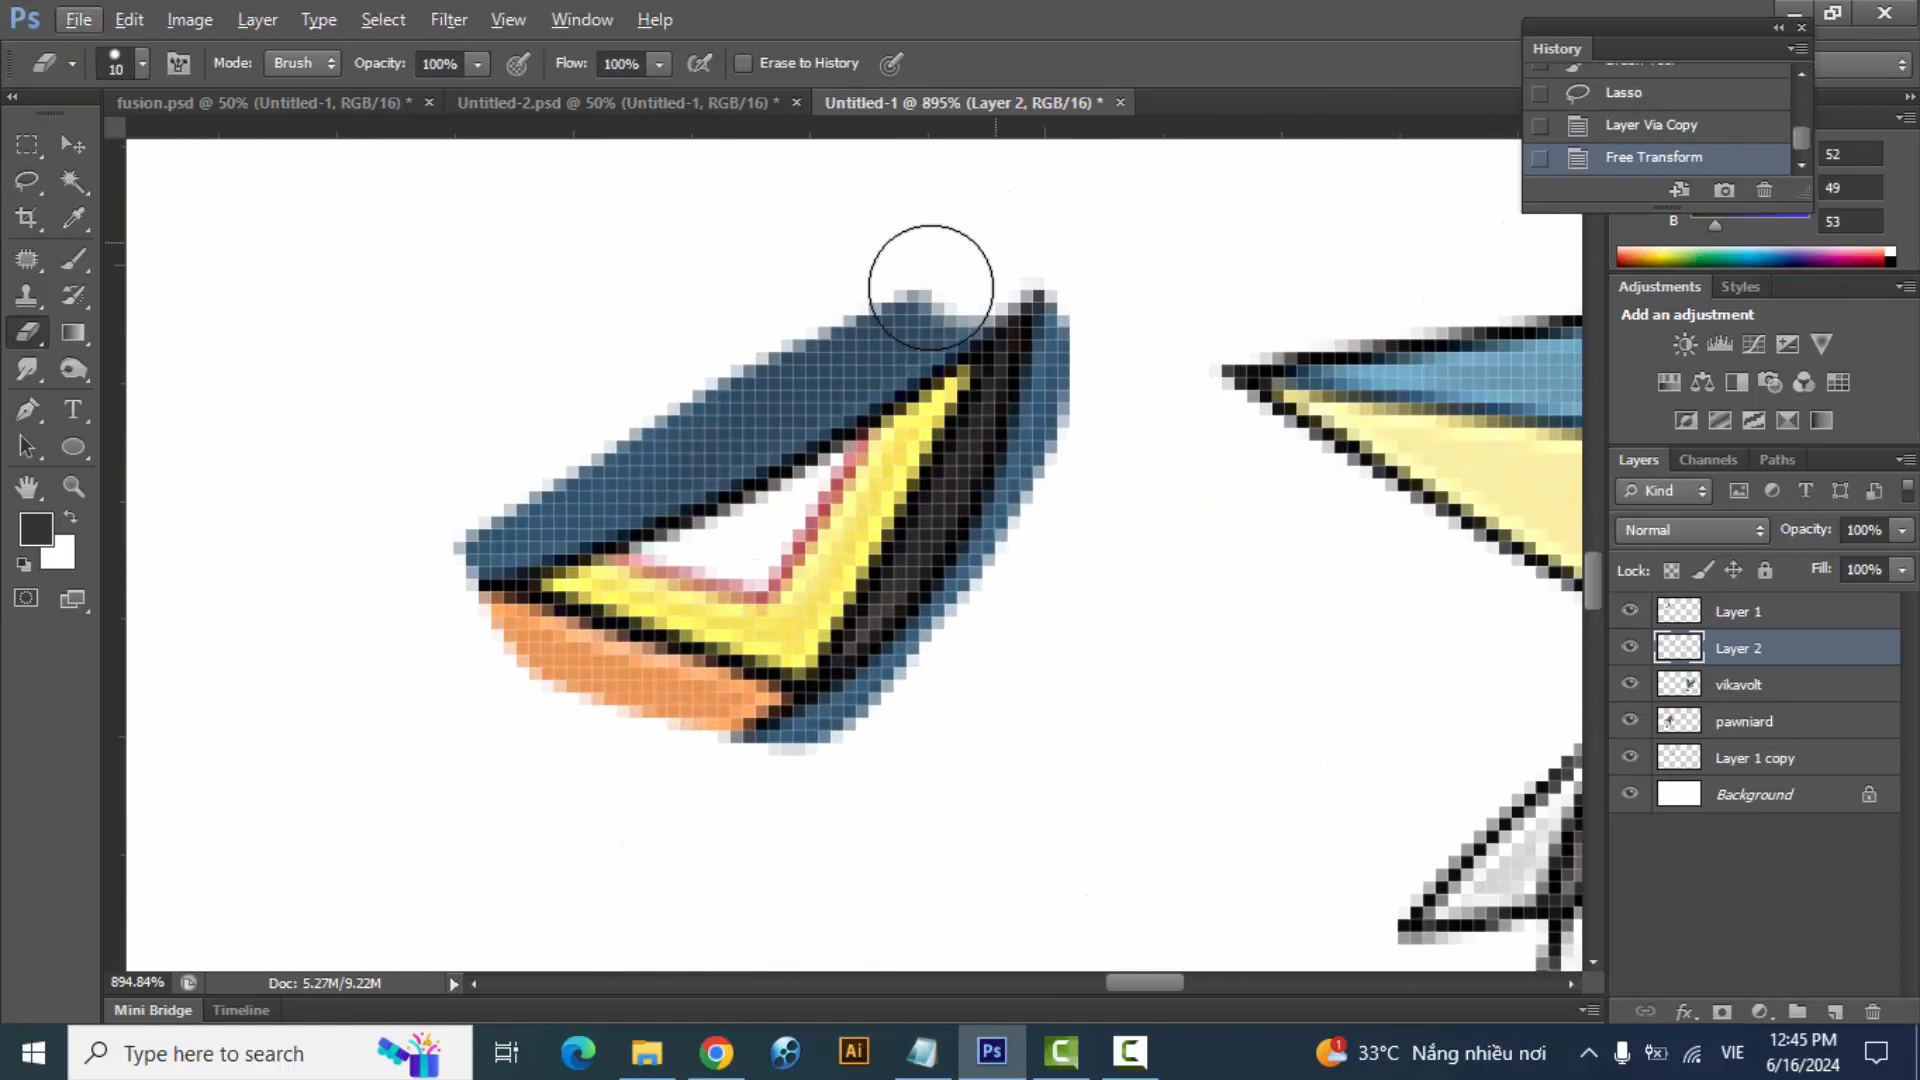 Ps File Edit Image Layer Type Select Filter View Window Help
10 Mode: Brush Opacity: 100% Flow: 100% Erase to History
History
Lasso
Layer Via Copy
Free Transform
fusion.psd @ 50% (Untitled-1, RGB/16) * Untitled-2.psd @ 50% (Untitled-1, RGB/16) * Untitled-1 @ 895% (Layer 2, RGB/16) *
52
49
B 53
Adjustments Styles
Add an adjustment
Layers Channels Paths
Kind
Normal Opacity: 100%
Lock: Fill: 100%
Layer 1
Layer 2
vikavolt
pawniard
Layer 1 copy
Background
894.84% Doc: 5.27M/9.22M
Mini Bridge Timeline
Type here to search
Ai Ps
1 33°C Nắng nhiều nơi VIE
12:45 PM
6/16/2024